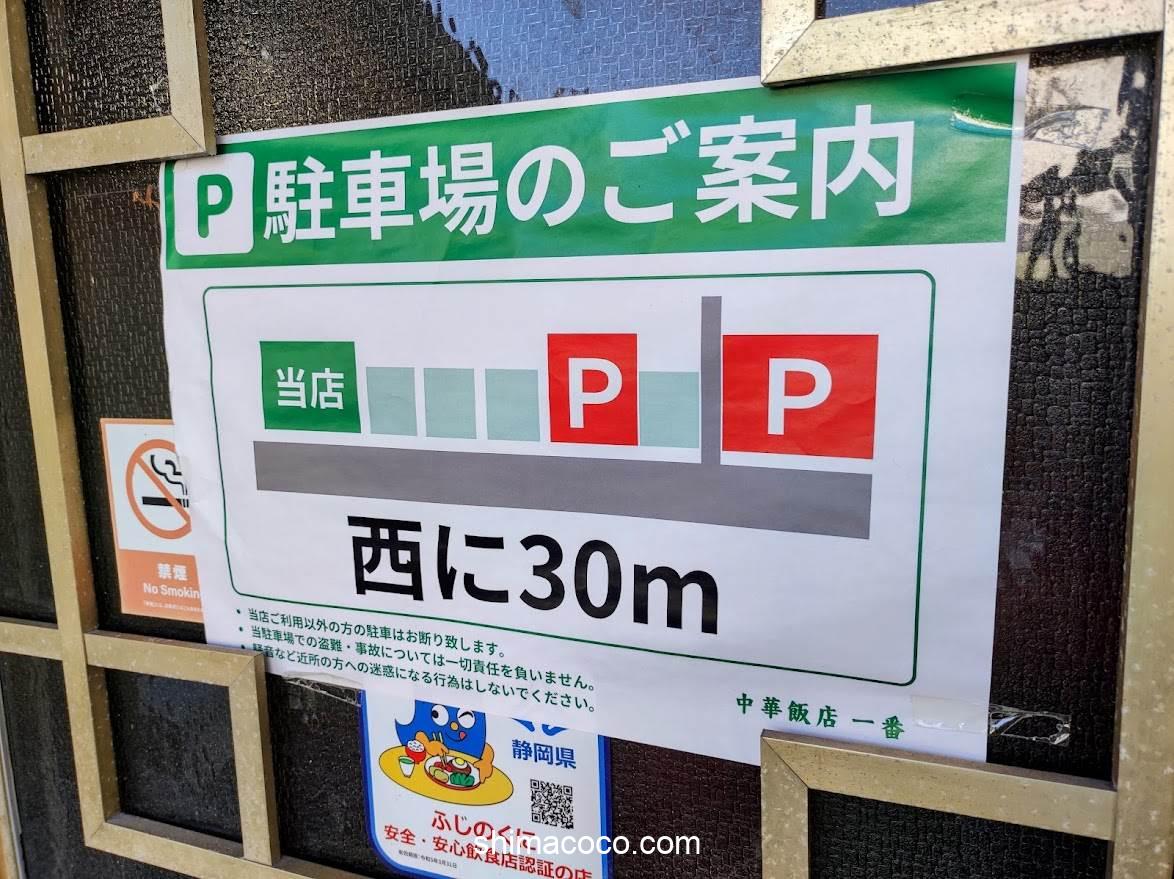 P 駐車場のご案内
当店
P
P
西に30m
・当店ご利用以外の方の駐車はお断り致します。
・当駐車場での盗難・事故については一切責任を負いません。
・騒音など近所の方への迷惑になる行為はしないでください。
中華飯店 一番
禁煙
No Smoking
静岡県
ふじのくに
安全・安心飲食店認証の店
shimacoco.com